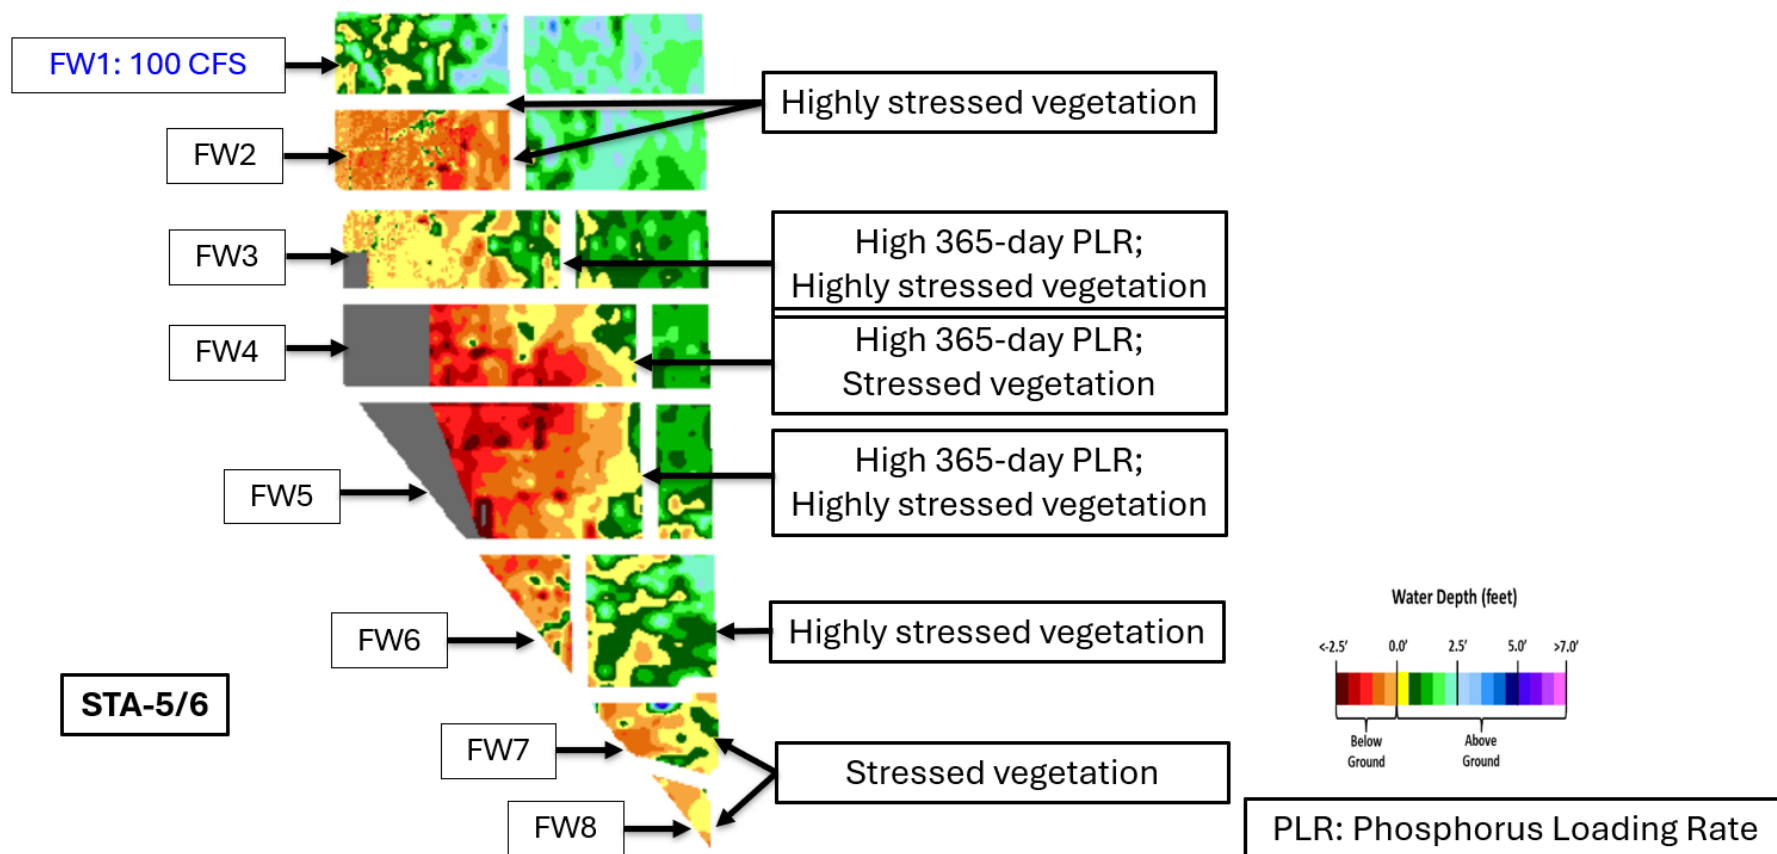 FW1: 100 CFS
Highly stressed vegetation
FW2
FW3
High 365-day PLR;
Highly stressed vegetation
FW4
High 365-day PLR;
Stressed vegetation
FW5
High 365-day PLR;
Highly stressed vegetation
FW6
Highly stressed vegetation
STA-5/6
FW7
Stressed vegetation
FW8
Water Depth (feet)
<-2.5' 0.0' 2.5' 5.0' >7.0'
Below Above
Ground Ground
PLR: Phosphorus Loading Rate